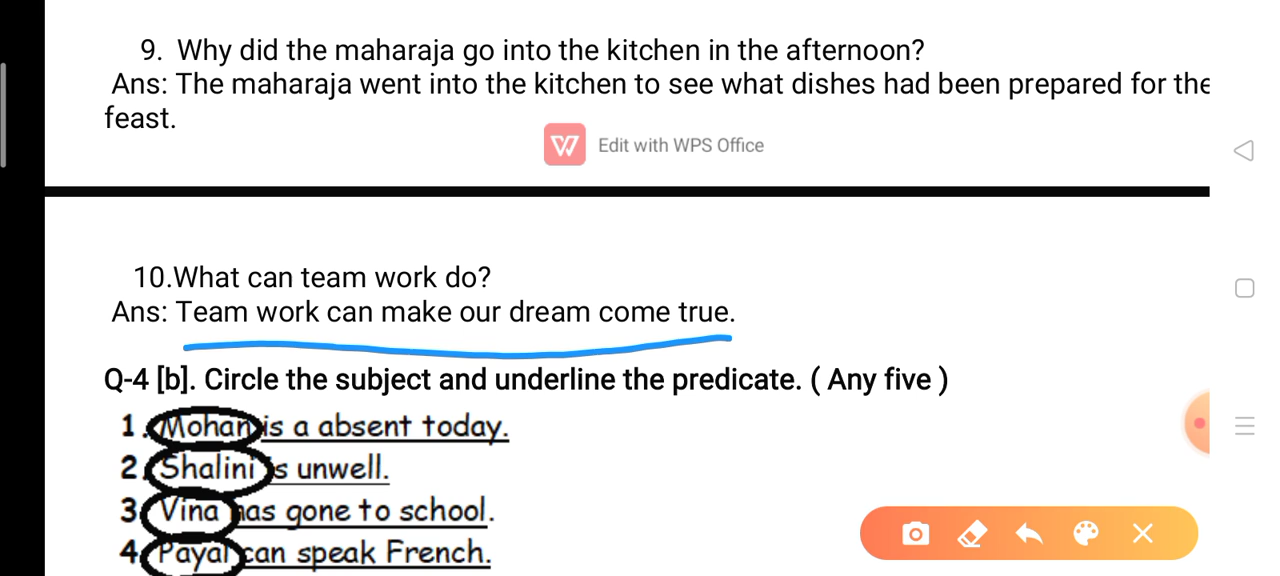 9. Why did the maharaja go into the kitchen in the afternoon?
Ans: The maharaja went into the kitchen to see what dishes had been prepared for the
feast.
Edit with WPS Office
10.What can team work do?
Ans: Team work can make our dream come true.
Q-4 [b]. Circle the subject and underline the predicate. ( Any five )
1. Mohan is a absent today.
2. Shalini is unwell.
3. Vina has gone to school.
4. Payal can speak French.